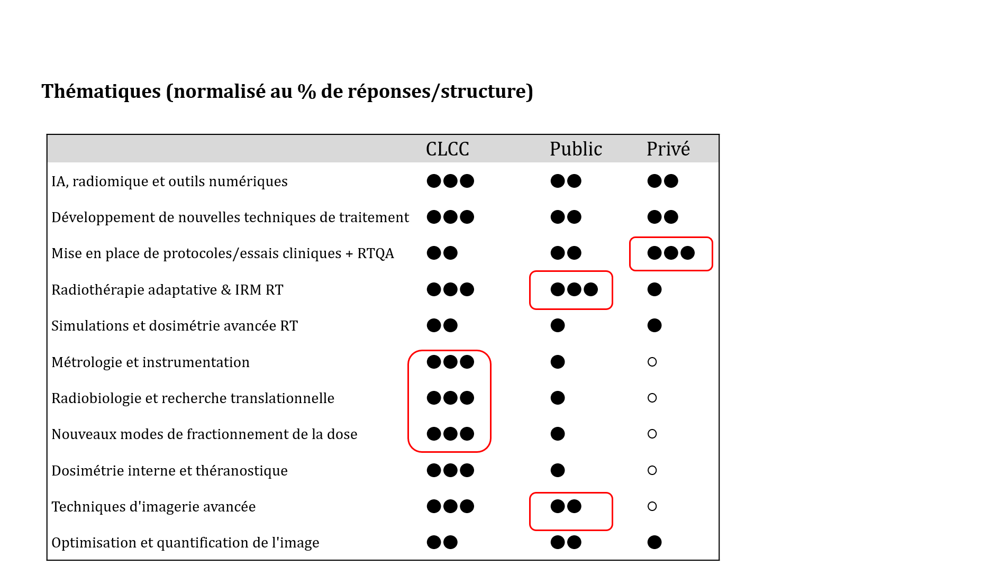 Thématiques (normalisé au % de réponses/structure)
CLCC Public Privé
IA, radiomique et outils numériques ●●● ●● ●●
Développement de nouvelles techniques de traitement ●●● ●● ●●
Mise en place de protocoles/essais cliniques + RTQA ●● ●● ●●●
Radiothérapie adaptative & IRM RT ●●● ●●● ●
Simulations et dosimétrie avancée RT ●● ● ●
Métrologie et instrumentation ●●● ● ○
Radiobiologie et recherche translationnelle ●●● ● ○
Nouveaux modes de fractionnement de la dose ●●● ● ○
Dosimétrie interne et théranostique ●●● ● ○
Techniques d'imagerie avancée ●●● ●● ○
Optimisation et quantification de l'image ●● ●● ●